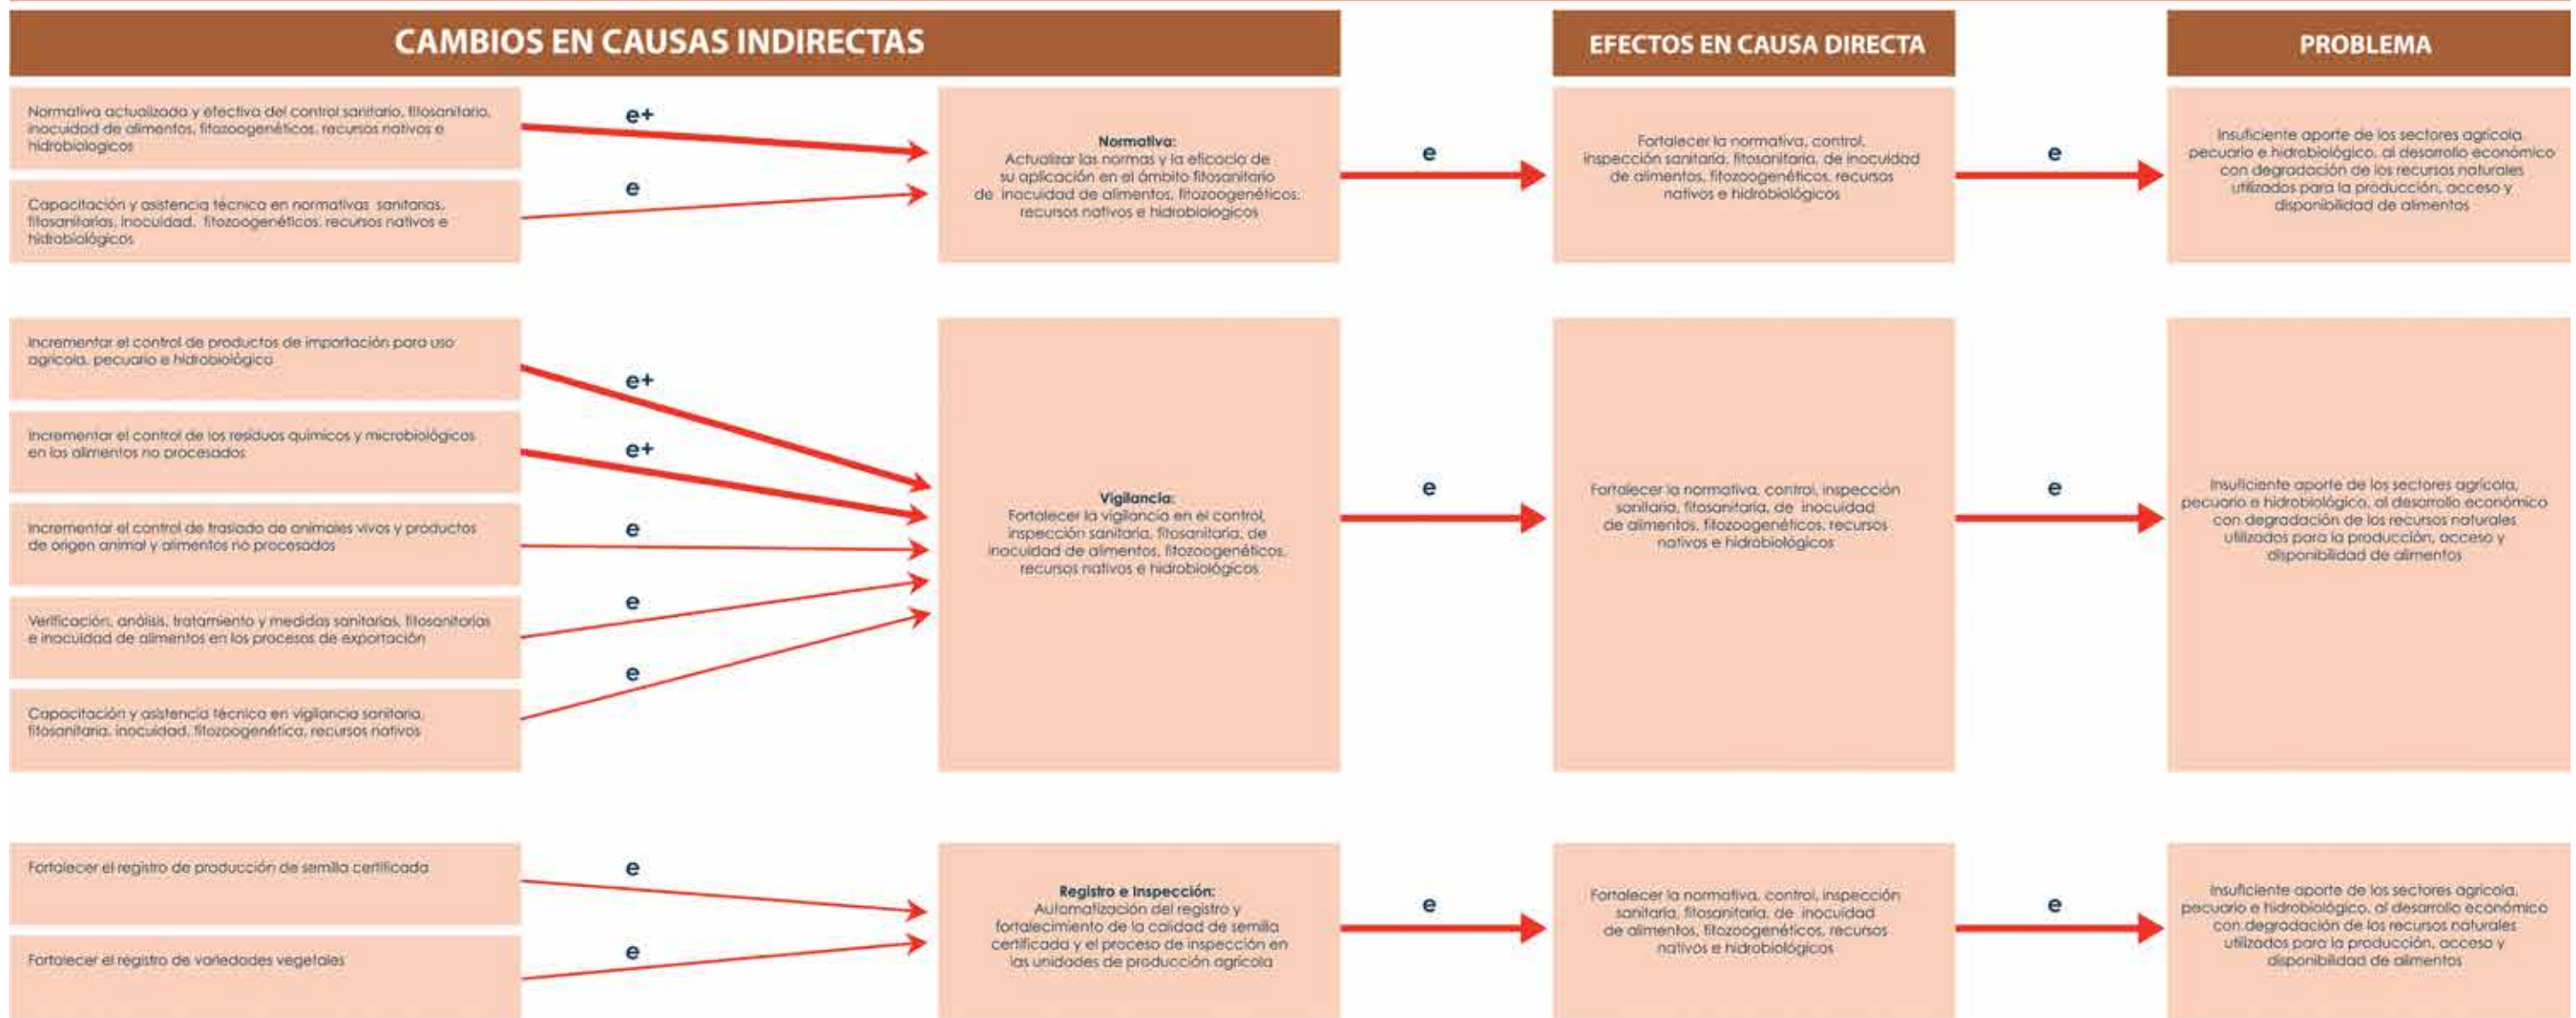 CAMBIOS EN CAUSAS INDIRECTAS
EFECTOS EN CAUSA DIRECTA
PROBLEMA
Normativa actualizada y efectiva del control sanitario, fitosanitario,
inocuidad de alimentos, fitozoogenéticos, recursos nativos e
hidrobiologicos
Capacitación y asistencia técnica en normativas sanitarias,
fitosanitarias, inocuidad, fitozoogenéticos, recursos nativos e
hidrobiológicos
e+
e
Normativa:
Actualizar las normas y la eficacia de
su aplicación en el ámbito fitosanitario
de inocuidad de alimentos, fitozoogenéticos,
recursos nativos e hidrobiologicos
e
Fortalecer la normativa, control,
inspección sanitaria, fitosanitaria, de inocuidad
de alimentos, fitozoogenéticos, recursos
nativos e hidrobiológicos
e
Insuficiente aporte de los sectores agrícola,
pecuario e hidrobiológico, al desarrollo económico
con degradación de los recursos naturales
utilizados para la producción, acceso y
disponibilidad de alimentos
Incrementar el control de productos de importación para uso
agrícola, pecuario e hidrobiológico
Incrementar el control de los residuos químicos y microbiológicos
en los alimentos no procesados
Incrementar el control de traslado de animales vivos y productos
de origen animal y alimentos no procesados
Verificación, análisis, tratamiento y medidas sanitarias, fitosanitarias
e inocuidad de alimentos en los procesos de exportación
Capacitación y asistencia técnica en vigilancia sanitaria,
fitosanitaria, inocuidad, fitozoogenética, recursos nativos
e+
e+
e
e
e
Vigilancia:
Fortalecer la vigilancia en el control,
inspección sanitaria, fitosanitaria, de
inocuidad de alimentos, fitozoogenéticos,
recursos nativos e hidrobiológicos
e
Fortalecer la normativa, control, inspección
sanitaria, fitosanitaria, de inocuidad
de alimentos, fitozoogenéticos, recursos
nativos e hidrobiológicos
e
Insuficiente aporte de los sectores agrícola,
pecuario e hidrobiológico, al desarrollo económico
con degradación de los recursos naturales
utilizados para la producción, acceso y
disponibilidad de alimentos
Fortalecer el registro de producción de semilla certificada
Fortalecer el registro de variedades vegetales
e
e
Registro e Inspección:
Automatización del registro y
fortalecimiento de la calidad de semilla
certificada y el proceso de inspección en
las unidades de producción agrícola
e
Fortalecer la normativa, control, inspección
sanitaria, fitosanitaria, de inocuidad
de alimentos, fitozoogenéticos, recursos
nativos e hidrobiológicos
e
Insuficiente aporte de los sectores agrícola,
pecuario e hidrobiológico, al desarrollo económico
con degradación de los recursos naturales
utilizados para la producción, acceso y
disponibilidad de alimentos